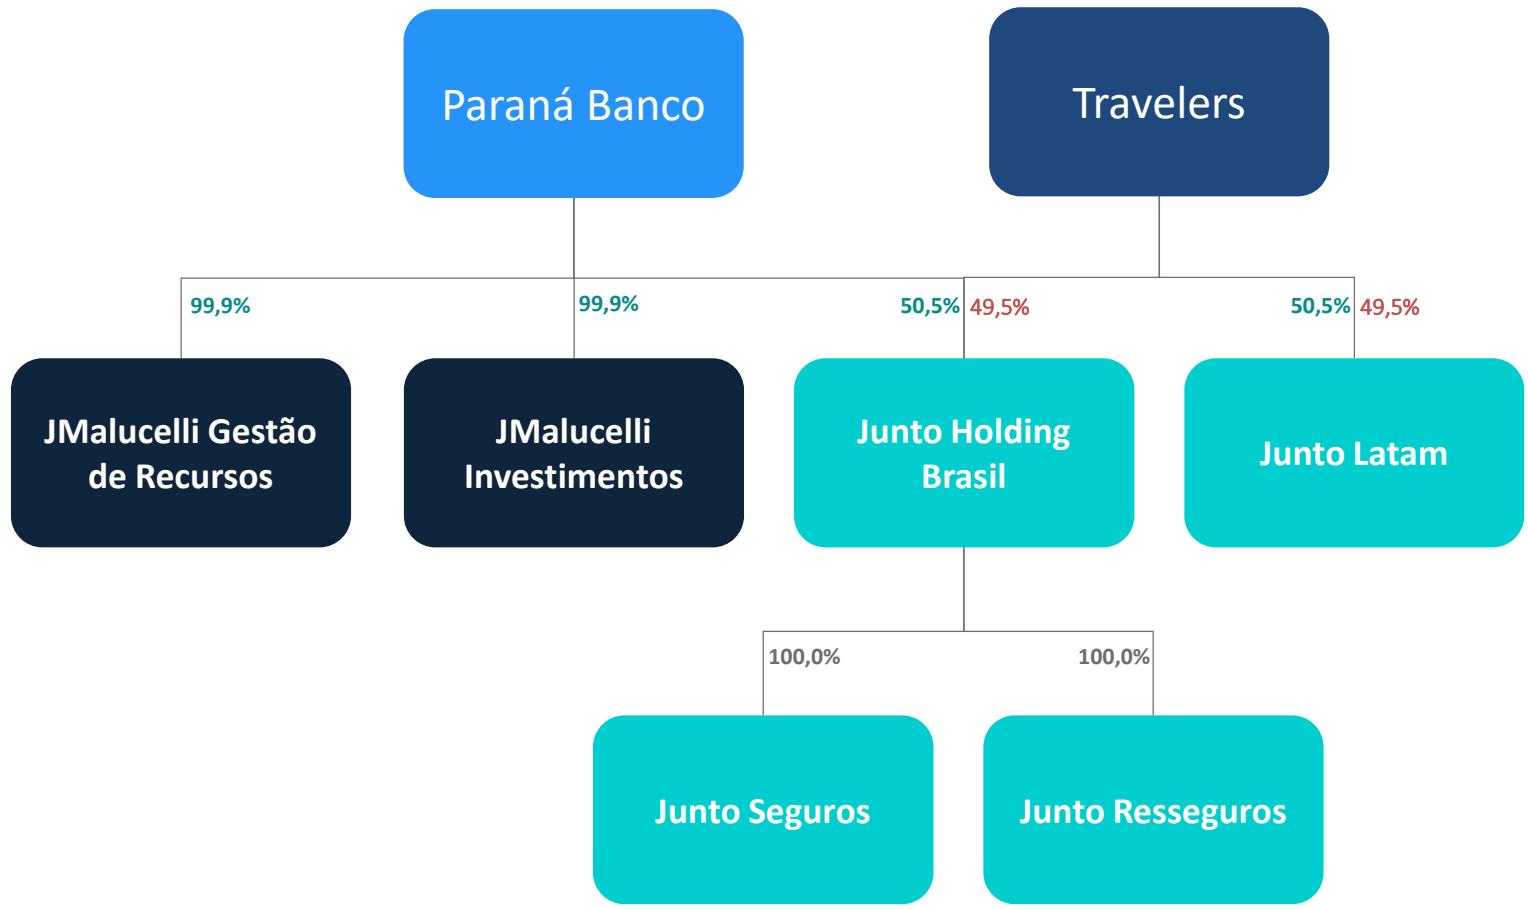 Paraná Banco
Travelers
99,9%
99,9%
50,5%
49,5%
50,5%
49,5%
JMalucelli Gestão
de Recursos
JMalucelli
Investimentos
Junto Holding
Brasil
Junto Latam
100,0%
100,0%
Junto Seguros
Junto Resseguros